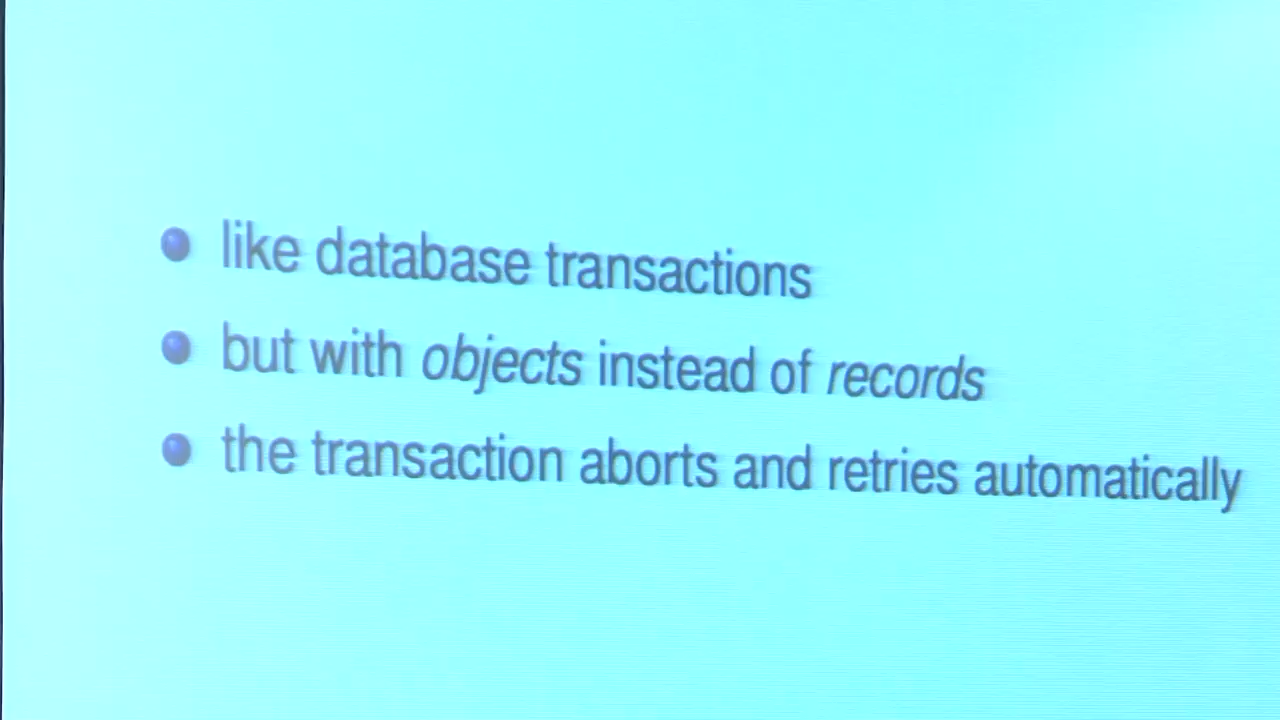 like database transactions
but with objects instead of records
the transaction aborts and retries automatically